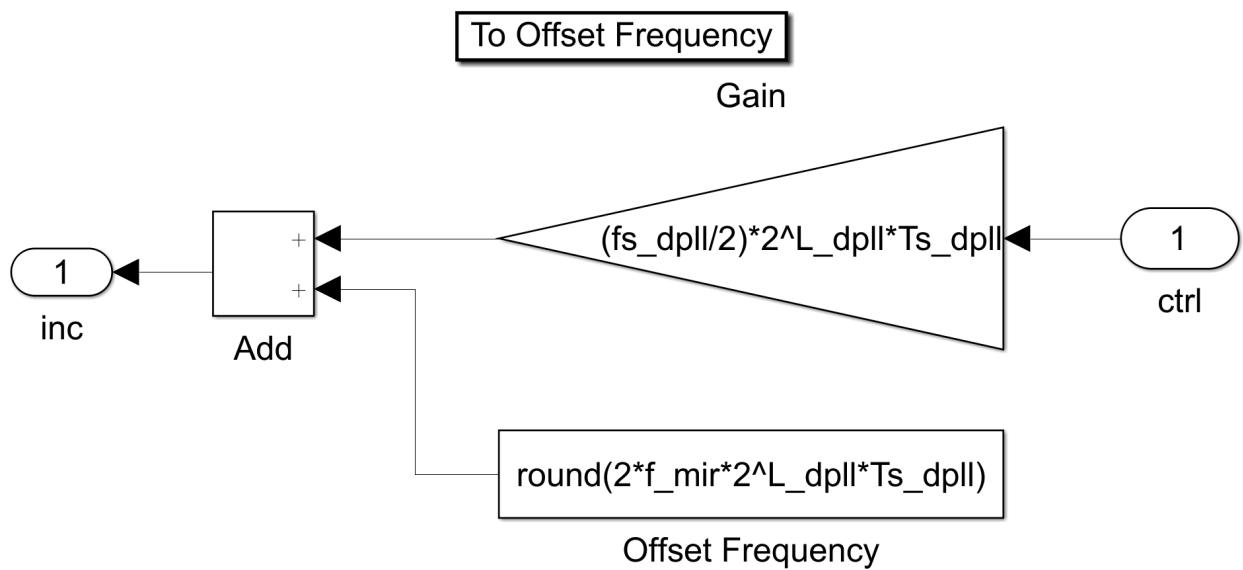 To Offset Frequency
Gain
(fs_dpll/2)*2^L_dpll*Ts_dpll
1
ctrl
+
+
Add
1
inc
round(2*f_mir*2^L_dpll*Ts_dpll)
Offset Frequency